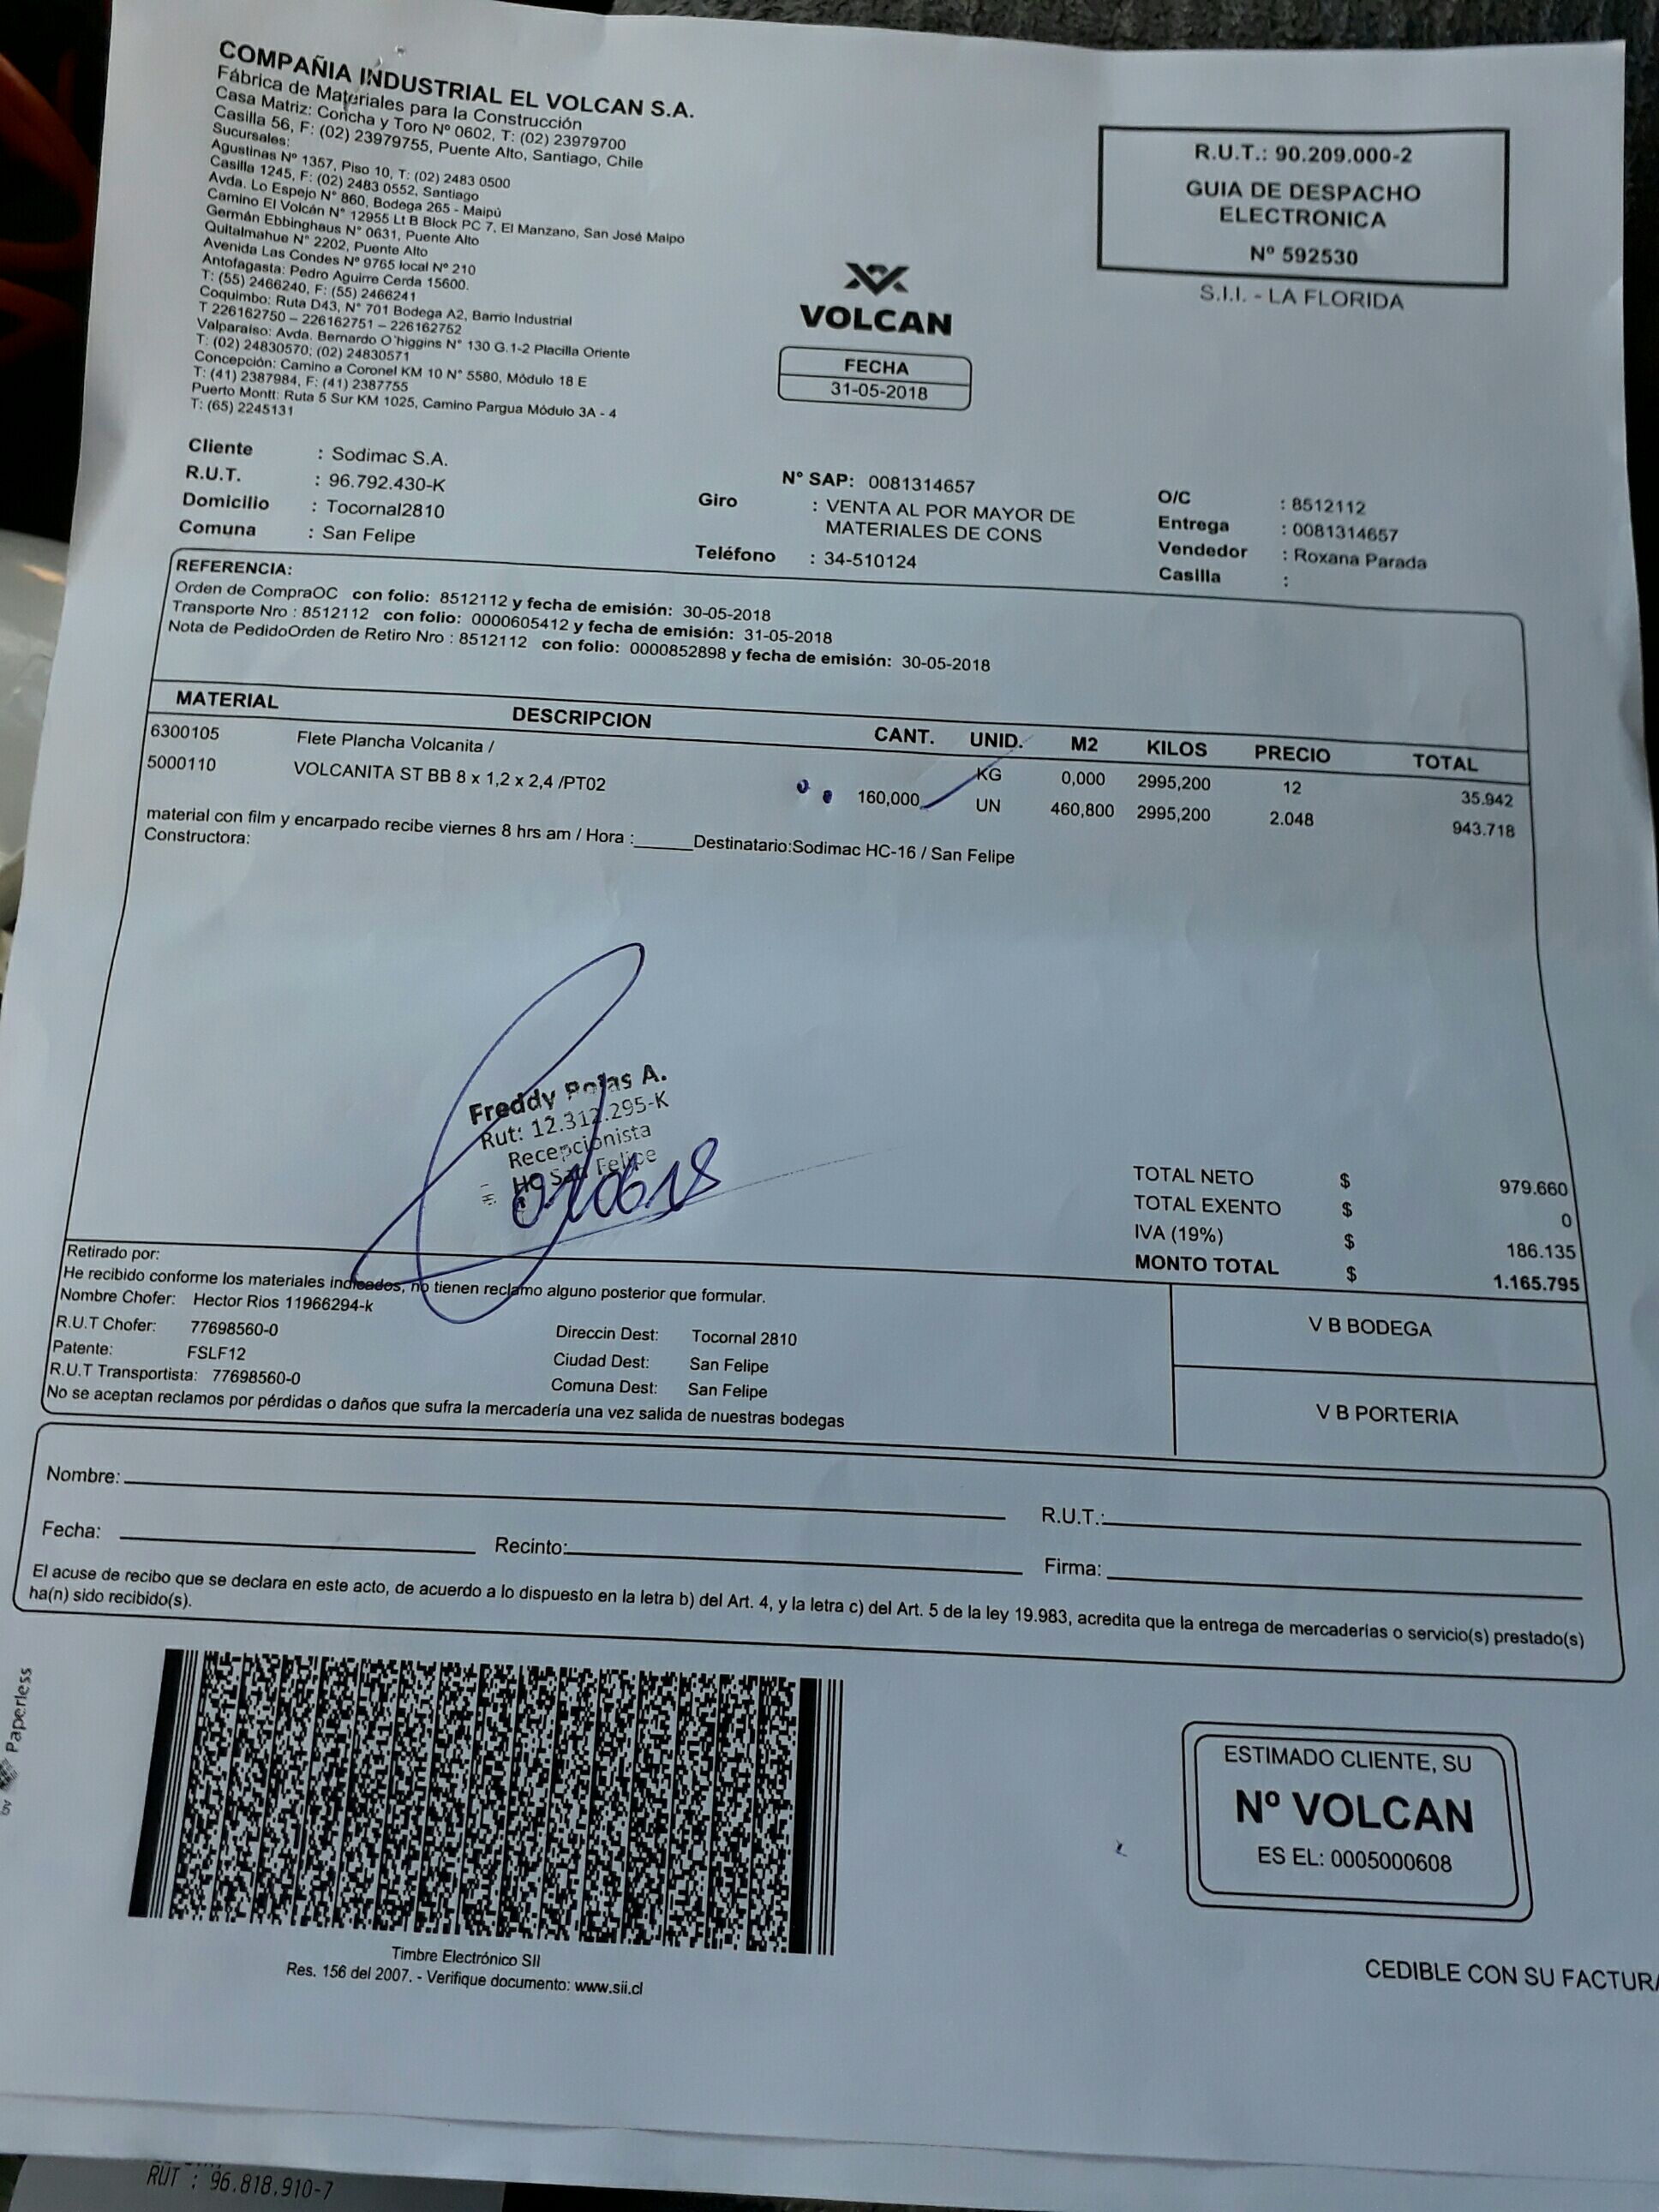 COMPAÑIA INDUSTRIAL EL VOLCAN S.A.
Fábrica de Materiales para la Construcción
Casa Matriz: Concha y Toro Nº 0602, T: (02) 23979700
Casilla 56, F: (02) 23979755, Puente Alto, Santiago, Chile
Sucursales:
Agustinas Nº 1357, Piso 10, T: (02) 2483 0500
Casilla 1245, F: (02) 2483 0552, Santiago
Avda. Lo Espejo N° 860, Bodega 265 - Maipú
Camino El Volcán N° 12955 Lt B Block PC 7, El Manzano, San José Maipo
Germán Ebbinghaus N° 0631, Puente Alto
Quitalmahue N° 2202, Puente Alto
Avenida Las Condes Nº 9765 local Nº 210
Antofagasta: Pedro Aguirre Cerda 15600.
T: (55) 2466240, F: (55) 2466241
Coquimbo: Ruta D43, N° 701 Bodega A2, Barrio Industrial
T 226162750 – 226162751 – 226162752
Valparaíso: Avda. Bernardo O'higgins N° 130 G.1-2 Placilla Oriente
T: (02) 24830570; (02) 24830571
Concepción: Camino a Coronel KM 10 N° 5580, Módulo 18 E
T: (41) 2387984, F: (41) 2387755
Puerto Montt: Ruta 5 Sur KM 1025, Camino Pargua Módulo 3A - 4
T: (65) 2245131
R.U.T.: 90.209.000-2
GUIA DE DESPACHO
ELECTRONICA
Nº 592530
S.I.I. - LA FLORIDA
VOLCAN
FECHA
31-05-2018
Cliente : Sodimac S.A.
R.U.T. : 96.792.430-K
Domicilio : Tocornal2810
Comuna : San Felipe
N° SAP: 0081314657
Giro : VENTA AL POR MAYOR DE
MATERIALES DE CONS
Teléfono : 34-510124
O/C : 8512112
Entrega : 0081314657
Vendedor : Roxana Parada
Casilla :
REFERENCIA:
Orden de CompraOC con folio: 8512112 y fecha de emisión: 30-05-2018
Transporte Nro : 8512112 con folio: 0000605412 y fecha de emisión: 31-05-2018
Nota de PedidoOrden de Retiro Nro : 8512112 con folio: 0000852898 y fecha de emisión: 30-05-2018
MATERIAL DESCRIPCION CANT. UNID. M2 KILOS PRECIO TOTAL
6300105 Flete Plancha Volcanita / KG 0,000 2995,200 12 35.942
5000110 VOLCANITA ST BB 8 x 1,2 x 2,4 /PT02 160,000 UN 460,800 2995,200 2.048 943.718
material con film y encarpado recibe viernes 8 hrs am / Hora :______Destinatario:Sodimac HC-16 / San Felipe
Constructora:
Freddy Rojas A.
Rut: 12.312.295-K
Recepcionista
HC San Felipe
010618
TOTAL NETO $ 979.660
TOTAL EXENTO $ 0
IVA (19%) $ 186.135
MONTO TOTAL $ 1.165.795
Retirado por:
He recibido conforme los materiales indicados, no tienen reclamo alguno posterior que formular.
Nombre Chofer: Hector Rios 11966294-k
R.U.T Chofer: 77698560-0
Patente: FSLF12
R.U.T Transportista: 77698560-0
Direccin Dest: Tocornal 2810
Ciudad Dest: San Felipe
Comuna Dest: San Felipe
No se aceptan reclamos por pérdidas o daños que sufra la mercadería una vez salida de nuestras bodegas
V B BODEGA
V B PORTERIA
Nombre:
R.U.T.:
Fecha:
Recinto:
Firma:
El acuse de recibo que se declara en este acto, de acuerdo a lo dispuesto en la letra b) del Art. 4, y la letra c) del Art. 5 de la ley 19.983, acredita que la entrega de mercaderías o servicio(s) prestado(s)
ha(n) sido recibido(s).
Paperless
Timbre Electrónico SII
Res. 156 del 2007. - Verifique documento: www.sii.cl
ESTIMADO CLIENTE, SU
Nº VOLCAN
ES EL: 0005000608
CEDIBLE CON SU FACTURA
RUT : 96.818.910-7